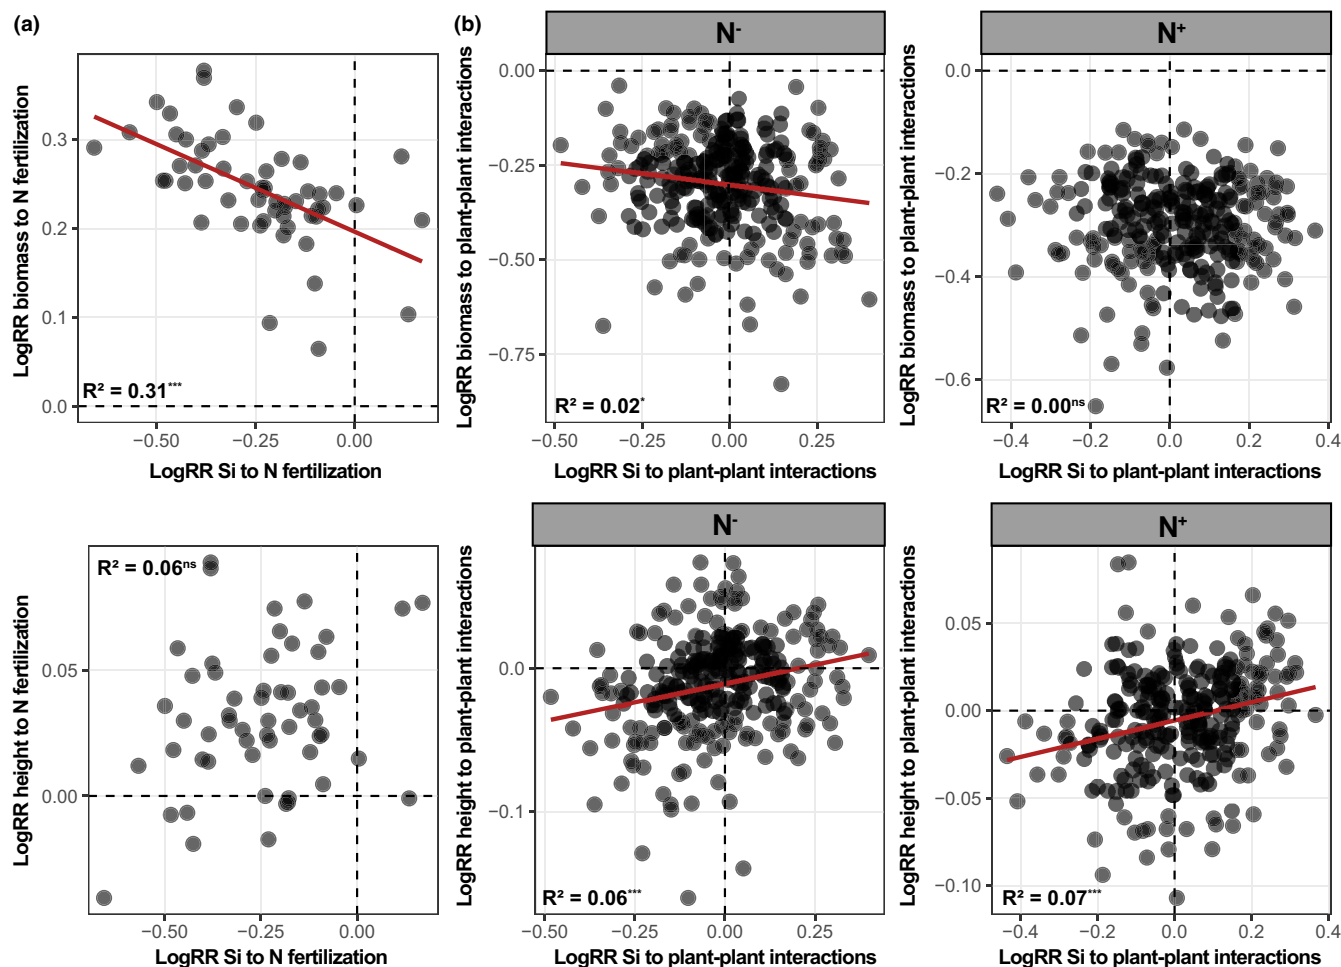 (a)
LogRR biomass to N fertilization
0.3
0.2
0.1
0.0
R² = 0.31***
−0.50
−0.25
0.00
LogRR Si to N fertilization
(b)
N-
LogRR biomass to plant-plant interactions
0.00
−0.25
−0.50
−0.75
R² = 0.02*
−0.50
−0.25
0.00
0.25
LogRR Si to plant-plant interactions
N+
LogRR biomass to plant-plant interactions
0.0
−0.2
−0.4
−0.6
R² = 0.00ns
−0.4
−0.2
0.0
0.2
0.4
LogRR Si to plant-plant interactions
LogRR height to N fertilization
R² = 0.06ns
0.05
0.00
−0.50
−0.25
0.00
LogRR Si to N fertilization
N-
LogRR height to plant-plant interactions
0.0
−0.1
R² = 0.06***
−0.50
−0.25
0.00
0.25
LogRR Si to plant-plant interactions
N+
LogRR height to plant-plant interactions
0.05
0.00
−0.05
−0.10
R² = 0.07***
−0.4
−0.2
0.0
0.2
0.4
LogRR Si to plant-plant interactions